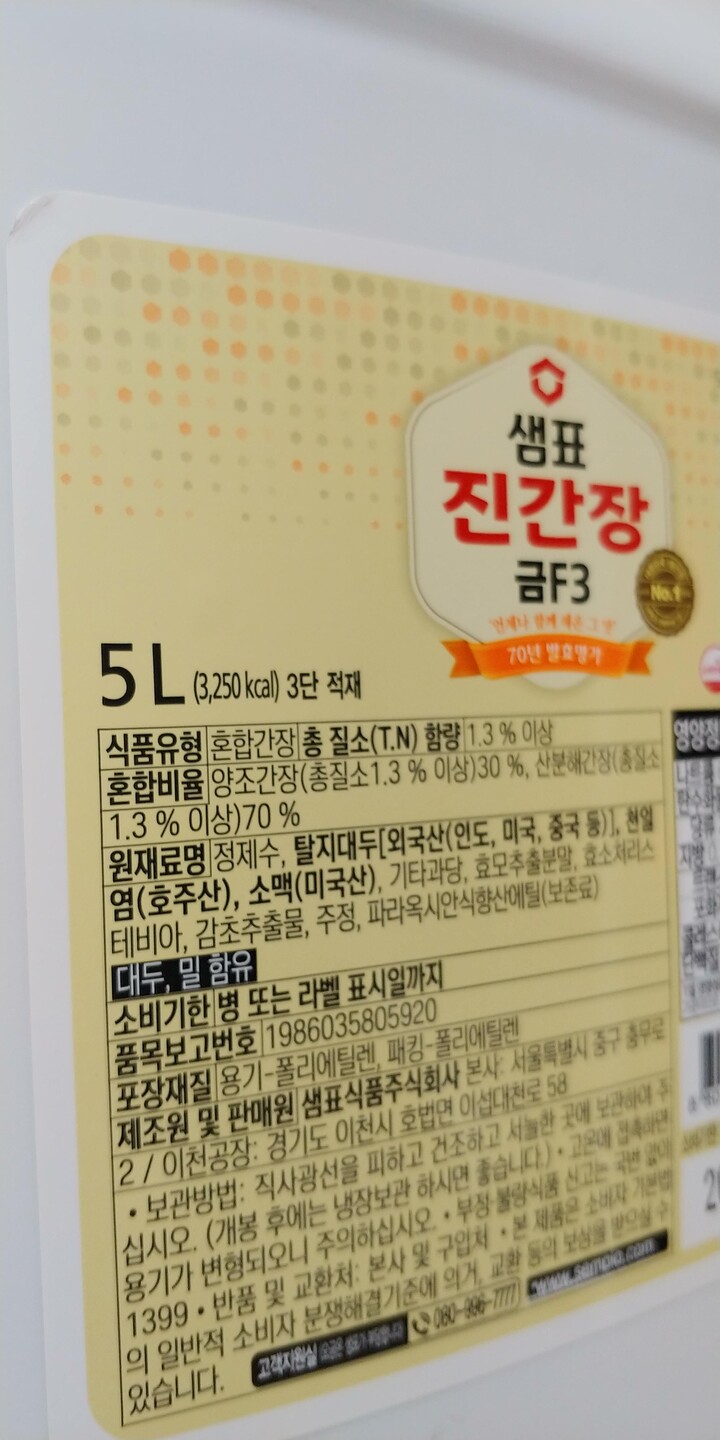 샘표
진간장
금F3
No.1
70년 발효명가
5L (3,250 kcal) 3단 적재
식품유형 혼합간장 총 질소(T.N) 함량 1.3 % 이상
혼합비율 양조간장(총질소1.3 % 이상)30 %, 산분해간장(총질소
1.3 % 이상)70 %
원재료명 정제수, 탈지대두[외국산(인도, 미국, 중국 등)], 천일
염(호주산), 소맥(미국산), 기타과당, 효모추출분말, 효소처리스
테비아, 감초추출물, 주정, 파라옥시안식향산에틸(보존료)
대두, 밀 함유
소비기한 병 또는 라벨 표시일까지
품목보고번호 1986035805920
포장재질 용기-폴리에틸렌, 패킹-폴리에틸렌
제조원 및 판매원 샘표식품주식회사 본사: 서울특별시 중구 충무로
2 / 이천공장: 경기도 이천시 호법면 이섭대천로 58
• 보관방법: 직사광선을 피하고 건조하고 서늘한 곳에 보관하여 주
십시오. (개봉 후에는 냉장보관 하시면 좋습니다.) • 고온에 접촉하면
용기가 변형되오니 주의하십시오. • 부정·불량식품 신고는 국번 없이
1399 • 반품 및 교환처: 본사 및 구입처 • 본 제품은 소비자 기본법
의 일반적 소비자 분쟁해결기준에 의거, 교환 등의 보상을 받으실 수
있습니다.
고객지원실
080-996-7777
www.sempio.com